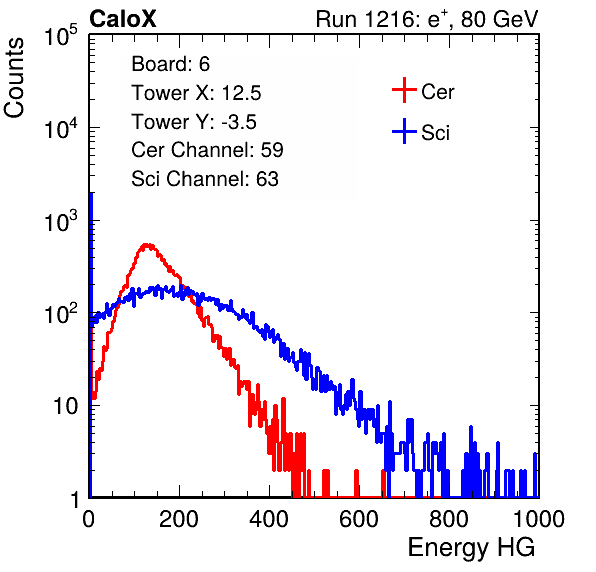 CaloX Run 1216: e⁺, 80 GeV
Counts
Board: 6
Tower X: 12.5
Tower Y: -3.5
Cer Channel: 59
Sci Channel: 63
Cer
Sci
10⁵
10⁴
10³
10²
10
1
0 200 400 600 800 1000
Energy HG